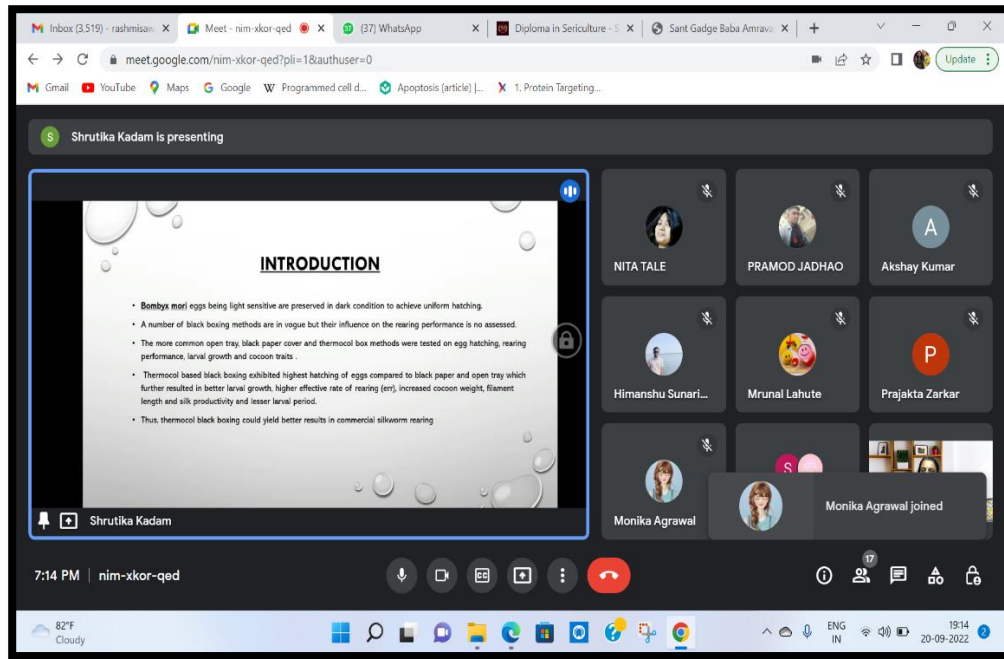 Inbox (3,519) - rashmisaw
Meet - nim-xkor-qed
(37) WhatsApp
Diploma in Sericulture - S
Sant Gadge Baba Amrava
meet.google.com/nim-xkor-qed?pli=1&authuser=0
Update
Gmail
YouTube
Maps
Google
Programmed cell d...
Apoptosis (article) |...
1. Protein Targeting...
S
Shrutika Kadam is presenting
INTRODUCTION
• Bombyx mori eggs being light sensitive are preserved in dark condition to achieve uniform hatching.
• A number of black boxing methods are in vogue but their influence on the rearing performance is no assessed.
• The more common open tray, black paper cover and thermocol box methods were tested on egg hatching, rearing
performance, larval growth and cocoon traits .
• Thermocol based black boxing exhibited highest hatching of eggs compared to black paper and open tray which
further resulted in better larval growth, higher effective rate of rearing (err), increased cocoon weight, filament
length and silk productivity and lesser larval period.
• Thus, thermocol black boxing could yield better results in commercial silkworm rearing
Shrutika Kadam
NITA TALE
PRAMOD JADHAO
A
Akshay Kumar
Himanshu Sunari...
Mrunal Lahute
P
Prajakta Zarkar
Monika Agrawal
S
Monika Agrawal joined
7:14 PM | nim-xkor-qed
CC
17
82°F
Cloudy
ENG
IN
19:14
20-09-2022
2